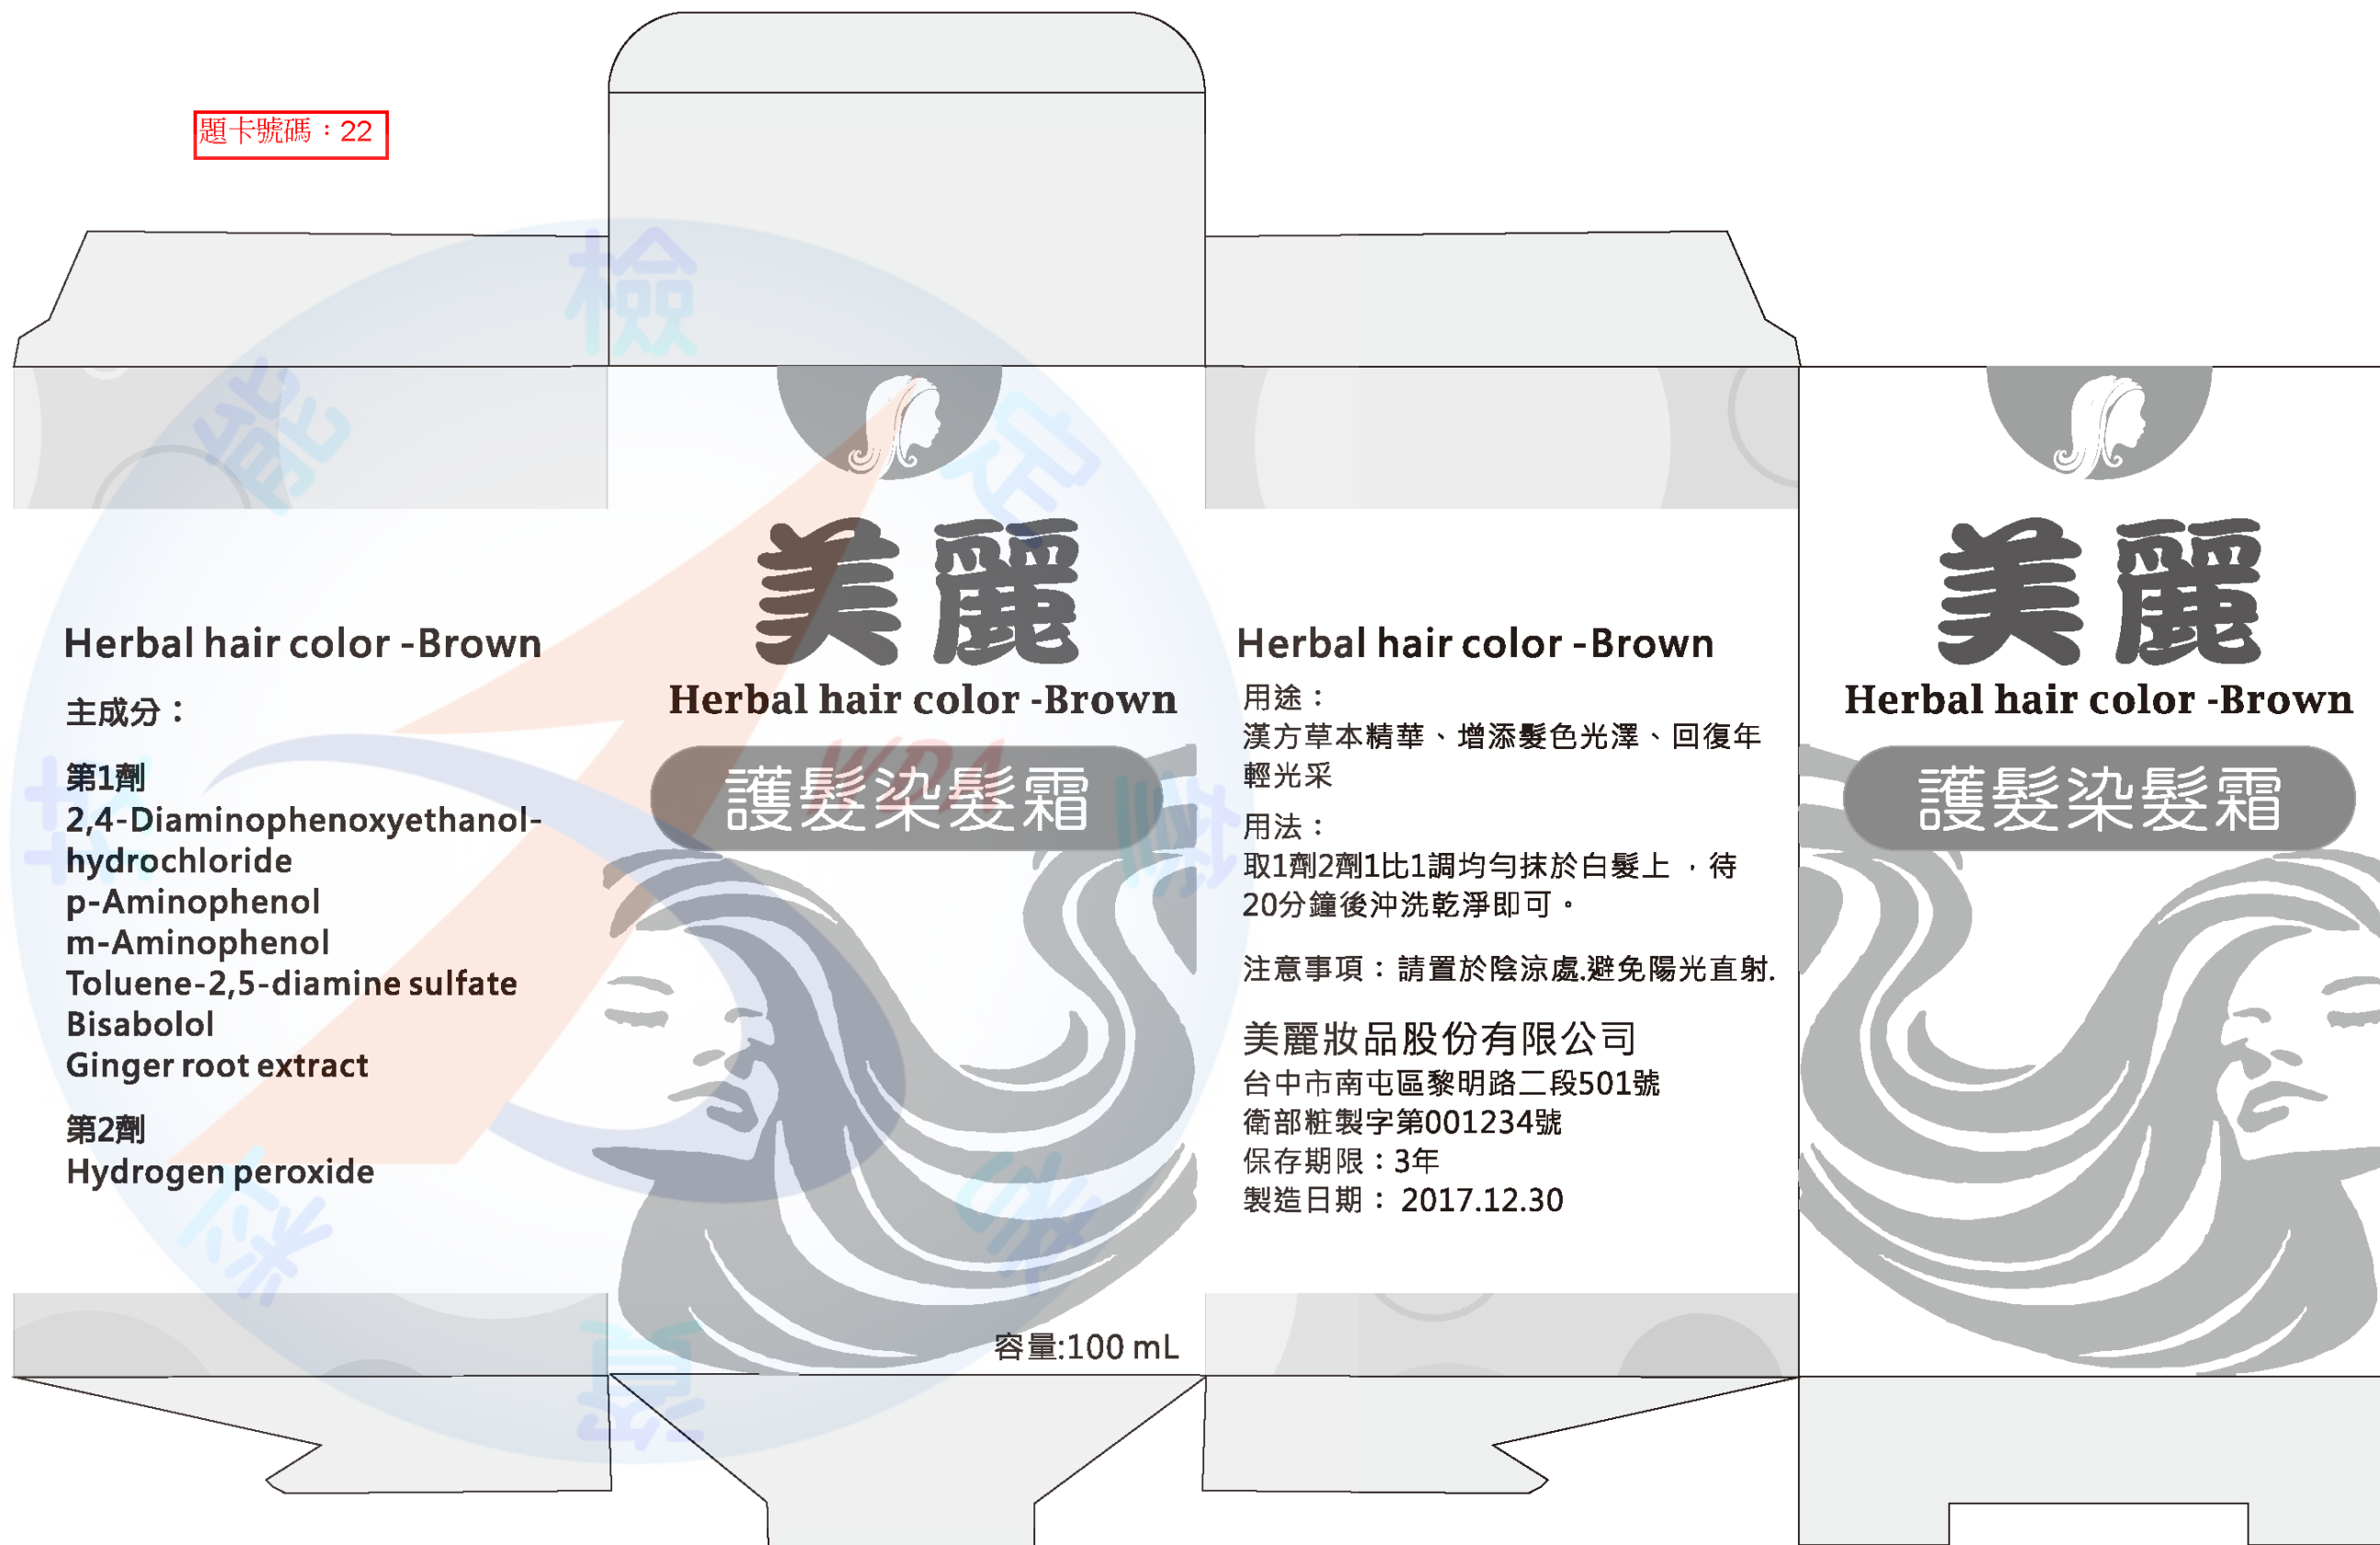 題卡號碼：22
Herbal hair color -Brown
主成分：
第1劑
2,4-Diaminophenoxyethanol-
hydrochloride
p-Aminophenol
m-Aminophenol
Toluene-2,5-diamine sulfate
Bisabolol
Ginger root extract
第2劑
Hydrogen peroxide
美麗
Herbal hair color -Brown
護髮染髮霜
容量:100 mL
Herbal hair color -Brown
用途：
漢方草本精華、增添髮色光澤、回復年
輕光采
用法：
取1劑2劑1比1調均勻抹於白髮上 ，待
20分鐘後沖洗乾淨即可。
注意事項：請置於陰涼處.避免陽光直射.
美麗妝品股份有限公司
台中市南屯區黎明路二段501號
衛部粧製字第001234號
保存期限：3年
製造日期： 2017.12.30
美麗
Herbal hair color -Brown
護髮染髮霜
WDA
技能檢定